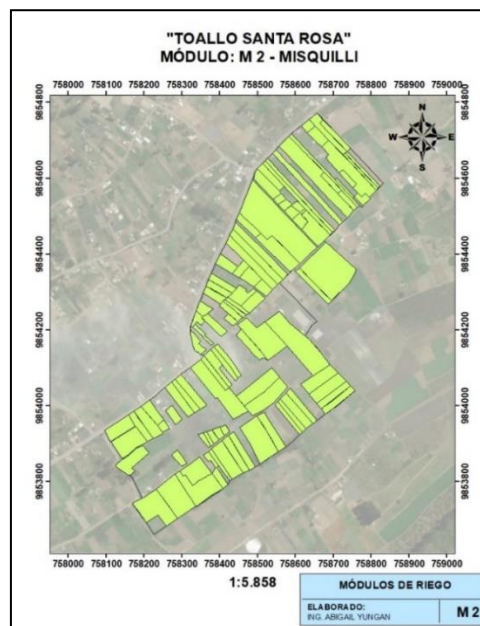 "TOALLO SANTA ROSA"
MÓDULO: M 2 - MISQUILLI
758000 758100 758200 758300 758400 758500 758600 758700 758800 758900 759000
N
W E
S
9854800 9854800
9854600 9854600
9854400 9854400
9854200 9854200
9854000 9854000
9853800 9853800
758000 758100 758200 758300 758400 758500 758600 758700 758800 758900 759000
1:5.858
MÓDULOS DE RIEGO
ELABORADO:
ING. ABIGAIL YUNGAN
M 2